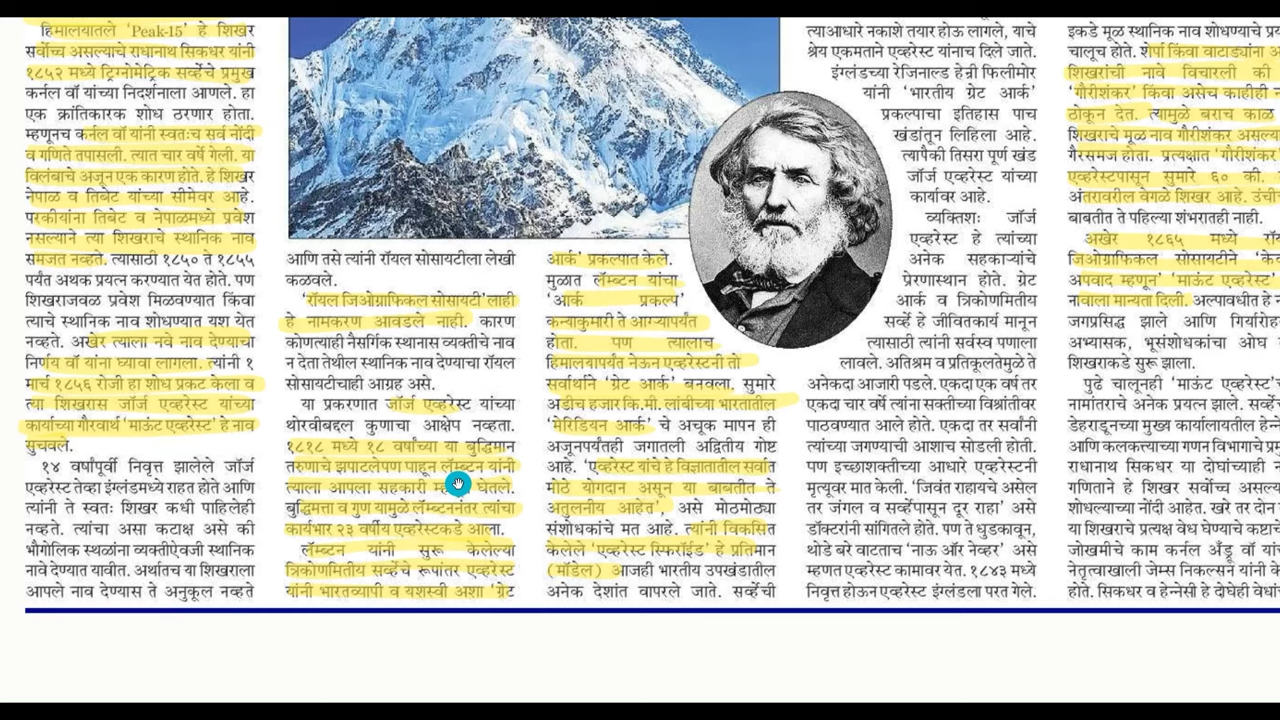 हिमालयातले ‘Peak-15’ हे शिखर
सर्वोच्च असल्याचे राधानाथ सिकधर यांनी
१८५२ मध्ये ट्रिग्नोमेट्रिक सर्व्हेचे प्रमुख
कर्नल वॉ यांच्या निदर्शनाला आणले. हा
एक क्रांतिकारक शोध ठरणार होता.
म्हणूनच कर्नल वॉ यांनी स्वतःच सर्व नोंदी
व गणिते तपासली. त्यात चार वर्षे गेली. या
विलंबाचे अजून एक कारण होते. हे शिखर
नेपाळ व तिबेट यांच्या सीमेवर आहे.
परकीयांना तिबेट व नेपाळमध्ये प्रवेश
नसल्याने त्या शिखराचे स्थानिक नाव
समजत नव्हते. त्यासाठी १८५० ते १८५५
पर्यंत अथक प्रयत्न करण्यात येत होते. पण
शिखराजवळ प्रवेश मिळवण्यात किंवा
त्याचे स्थानिक नाव शोधण्यात यश येत
नव्हते. अखेर त्याला नवे नाव देण्याचा
निर्णय वॉ यांना घ्यावा लागला. त्यांनी १
मार्च १८५६ रोजी हा शोध प्रकट केला व
त्या शिखरास जॉर्ज एव्हरेस्ट यांच्या
कार्याच्या गौरवार्थ ‘माऊंट एव्हरेस्ट’ हे नाव
सुचवले.
१४ वर्षांपूर्वी निवृत्त झालेले जॉर्ज
एव्हरेस्ट तेव्हा इंग्लंडमध्ये राहत होते आणि
त्यांनी ते स्वतः शिखर कधी पाहिलेही
नव्हते. त्यांचा असा कटाक्ष असे की
भौगोलिक स्थळांना व्यक्तीऐवजी स्थानिक
नावे देण्यात यावीत. अर्थातच या शिखराला
आपले नाव देण्यास ते अनुकूल नव्हते
आणि तसे त्यांनी रॉयल सोसायटीला लेखी
कळवले.
‘रॉयल जिओग्राफिकल सोसायटी’लाही
हे नामकरण आवडले नाही. कारण
कोणत्याही नैसर्गिक स्थानास व्यक्तीचे नाव
न देता तेथील स्थानिक नाव देण्याचा रॉयल
सोसायटीचाही आग्रह असे.
या प्रकरणात जॉर्ज एव्हरेस्ट यांच्या
थोरवीबद्दल कुणाचा आक्षेप नव्हता.
१८१८ मध्ये १८ वर्षांच्या या बुद्धिमान
तरुणाचे झपाटलेपण पाहून लॅम्ब्टन यांनी
त्याला आपला सहकारी घेतले.
बुद्धिमत्ता व गुण यामुळे लॅम्ब्टननंतर त्यांचा
कार्यभार २३ वर्षीय एव्हरेस्टकडे आला.
लॅम्ब्टन यांनी सुरू केलेल्या
त्रिकोणमितीय सर्व्हेचे रूपांतर एव्हरेस्ट
यांनी भारतव्यापी व यशस्वी अशा ‘ग्रेट
आर्क’ प्रकल्पात केले.
मुळात लॅम्ब्टन यांचा
‘आर्क प्रकल्प’
कन्याकुमारी ते आग्र्यापर्यंत
होता. पण त्यालाच
हिमालयापर्यंत नेऊन एव्हरेस्टनी तो
सर्वार्थाने ‘ग्रेट आर्क’ बनवला. सुमारे
अडीच हजार कि.मी. लांबीच्या भारतातील
‘मेरिडियन आर्क’ चे अचूक मापन ही
अजूनपर्यंतही जगातली अद्वितीय गोष्ट
आहे. ‘एव्हरेस्ट यांचे हे विज्ञातातील सर्वात
मोठे योगदान असून या बाबतीत ते
अतुलनीय आहेत’ असे मोठमोठ्या
संशोधकांचे मत आहे. त्यांनी विकसित
केलेले ‘एव्हरेस्ट स्फिरॉईड’ हे प्रतिमान
(मॉडेल) आजही भारतीय उपखंडातील
अनेक देशांत वापरले जाते. सर्व्हेची
त्याआधारे नकाशे तयार होऊ लागले, याचे
श्रेय एकमताने एव्हरेस्ट यांनाच दिले जाते.
इंग्लंडच्या रेजिनाल्ड हेन्री फिलीमोर
यांनी ‘भारतीय ग्रेट आर्क’
प्रकल्पाचा इतिहास पाच
खंडांतून लिहिला आहे.
त्यापैकी तिसरा पूर्ण खंड
जॉर्ज एव्हरेस्ट यांच्या
कार्यावर आहे.
व्यक्तिशः जॉर्ज
एव्हरेस्ट हे त्यांच्या
अनेक सहकाऱ्यांचे
प्रेरणास्थान होते. ग्रेट
आर्क व त्रिकोणमितीय
सर्व्हे हे जीवितकार्य मानून
त्यासाठी त्यांनी सर्वस्व पणाला
लावले. अतिश्रम व प्रतिकूलतेमुळे ते
अनेकदा आजारी पडले. एकदा एक वर्ष तर
एकदा चार वर्षे त्यांना सक्तीच्या विश्रांतीवर
पाठवण्यात आले होते. एकदा तर सर्वांनी
त्यांच्या जगण्याची आशाच सोडली होती.
पण इच्छाशक्तीच्या आधारे एव्हरेस्टनी
मृत्यूवर मात केली. ‘जिवंत राहायचे असेल
तर जंगल व सर्व्हेपासून दूर राहा’ असे
डॉक्टरांनी सांगितले होते. पण ते धुडकावून,
थोडे बरे वाटताच ‘नाऊ ऑर नेव्हर’ असे
म्हणत एव्हरेस्ट कामावर येत. १८४३ मध्ये
निवृत्त होऊन एव्हरेस्ट इंग्लंडला परत गेले.
इकडे मूळ स्थानिक नाव शोधण्याचे
चालूच होते. शेर्पा किंवा वाटाड्यांना
शिखरांची नावे विचारली की
‘गौरीशंकर’ किंवा असेच काहीही
ठोकून देत. त्यामुळे बराच काळ
शिखराचे मूळ नाव गौरीशंकर
गैरसमज होता. प्रत्यक्षात ‘गौरीशंकर’
एव्हरेस्टपासून सुमारे ६० की.
अंतरावरील वेगळे शिखर आहे.
बाबतीत ते पहिल्या शंभरातही नाही.
अखेर १८६५ मध्ये
जिओग्राफिकल सोसायटीने
अपवाद म्हणून’ ‘माऊंट एव्हरेस्ट’
नावाला मान्यता दिली. अल्पावधीत हे
जगप्रसिद्ध झाले आणि
अभ्यासक, भूसंशोधकांचा ओघ
शिखराकडे सुरू झाला.
पुढे चालूनही ‘माऊंट एव्हरेस्ट’
नामांतराचे अनेक प्रयत्न झाले.
डेहराडूनच्या मुख्य कार्यालयातील
आणि कलकत्त्याच्या गणन विभागाचे
राधानाथ सिकधर या दोघांच्याही
गणिताने हे शिखर सर्वोच्च
शोधल्याच्या नोंदी आहेत. खरे तर दोन
या शिखराचे प्रत्यक्ष वेध घेण्याचे
जोखमीचे काम कर्नल अँड्रू वॉ
नेतृत्वाखाली जेम्स निकल्सन यांनी
होते. सिकधर व हेन्नेसी हे दोघेही